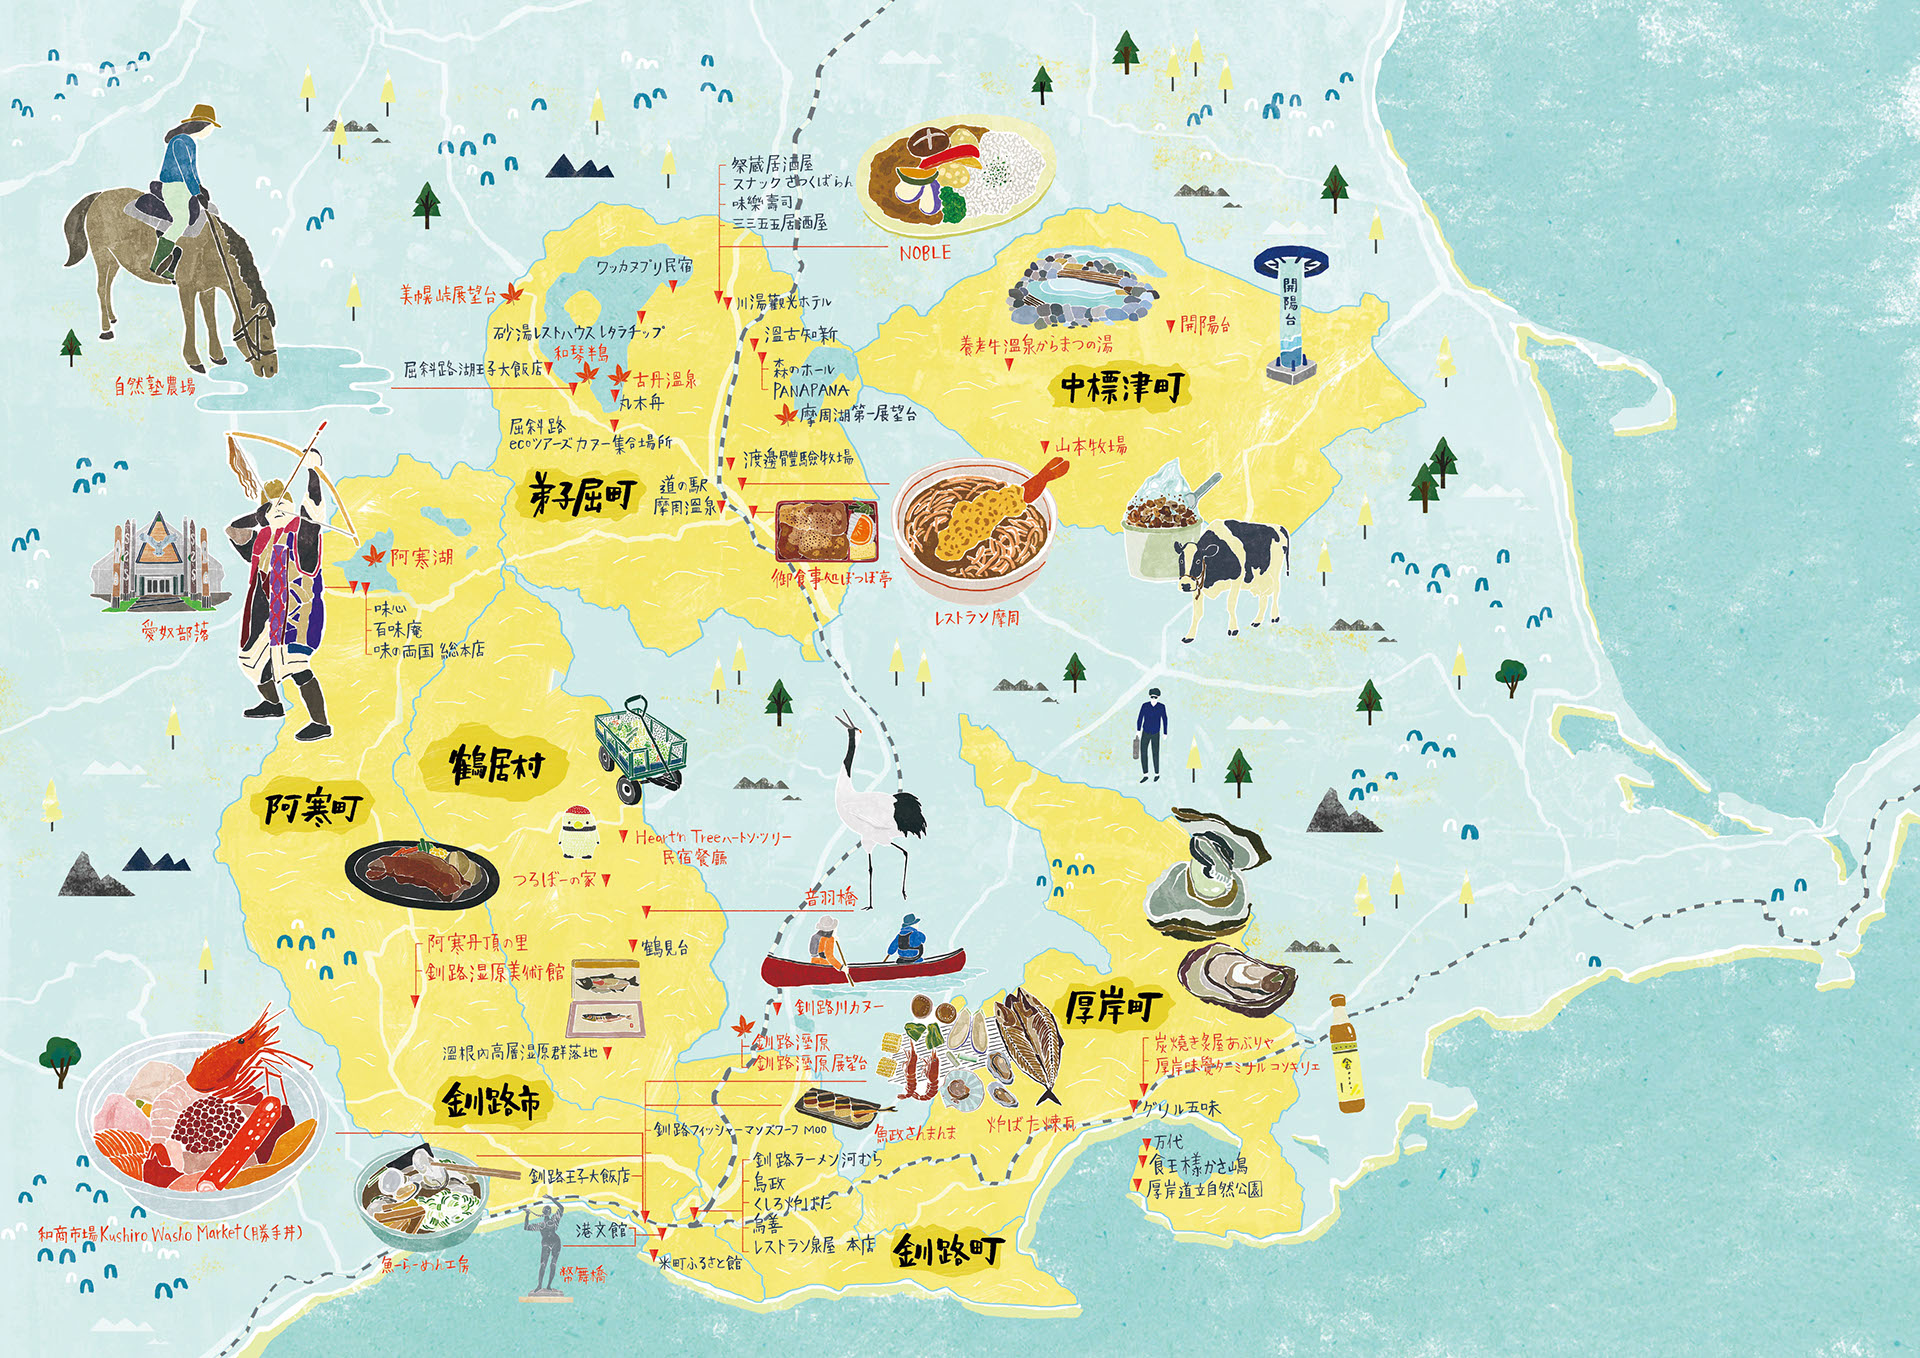 祭蔵居酒屋
スナックさつくばらん
味樂壽司
三三五五居酒屋
NOBLE
ワッカヌプリ民宿
美幌峠展望台
川湯観光ホテル
砂湯レストハウス レタラチップ
和琴半島
屈斜路湖王子大飯店
古丹温泉
丸木舟
屈斜路
ecoツアーズカヌー集合場所
温古知新
森のホール
PANAPANA
摩周湖第一展望台
自然塾農場
養老牛温泉からまつの湯
開陽台
開陽台
中標津町
山本牧場
弟子屈町
渡邊體驗牧場
道の駅
摩周温泉
御食事処ぽっぽ亭
レストラン摩周
阿寒湖
愛奴部落
味心
百味庵
味の両国 総本店
鶴居村
阿寒町
Heart'n Tree ハートン・ツリー
民宿餐廳
つるぼーの家
音羽橋
鶴見台
阿寒丹頂の里
釧路湿原美術館
温根内高層湿原群落地
釧路川カヌー
釧路溼原
釧路溼原展望台
厚岸町
炭焼き炙屋あぶりや
厚岸味覺ターミナルコンキリエ
グリル五味
万代
食王様かき嶋
厚岸道立自然公園
釧路市
釧路フィッシャーマンズワーフ MOO
魚政さんまんま
炉ばた煉瓦
釧路王子大飯店
釧路ラーメン河むら
鳥政
くしろ炉ばた
鳥善
レストラン泉屋 本店
港文館
米町ふるさと館
幣舞橋
釧路町
和商市場 Kushiro Washo Market (勝手丼)
魚一らーめん工房